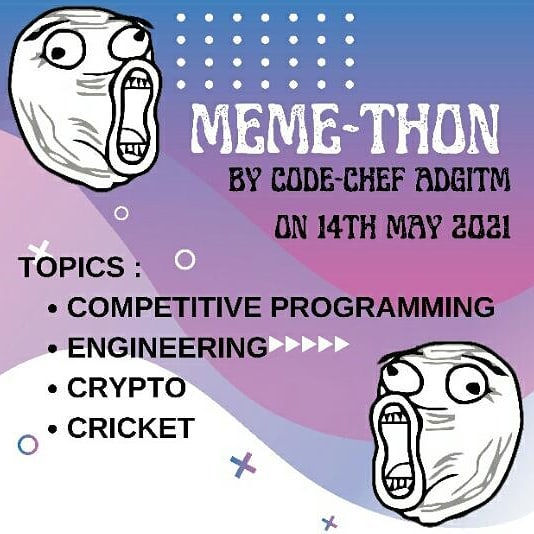 MEME-THON
BY CODE-CHEF ADGITM
ON 14TH MAY 2021
TOPICS :
• COMPETITIVE PROGRAMMING
• ENGINEERING
• CRYPTO
• CRICKET